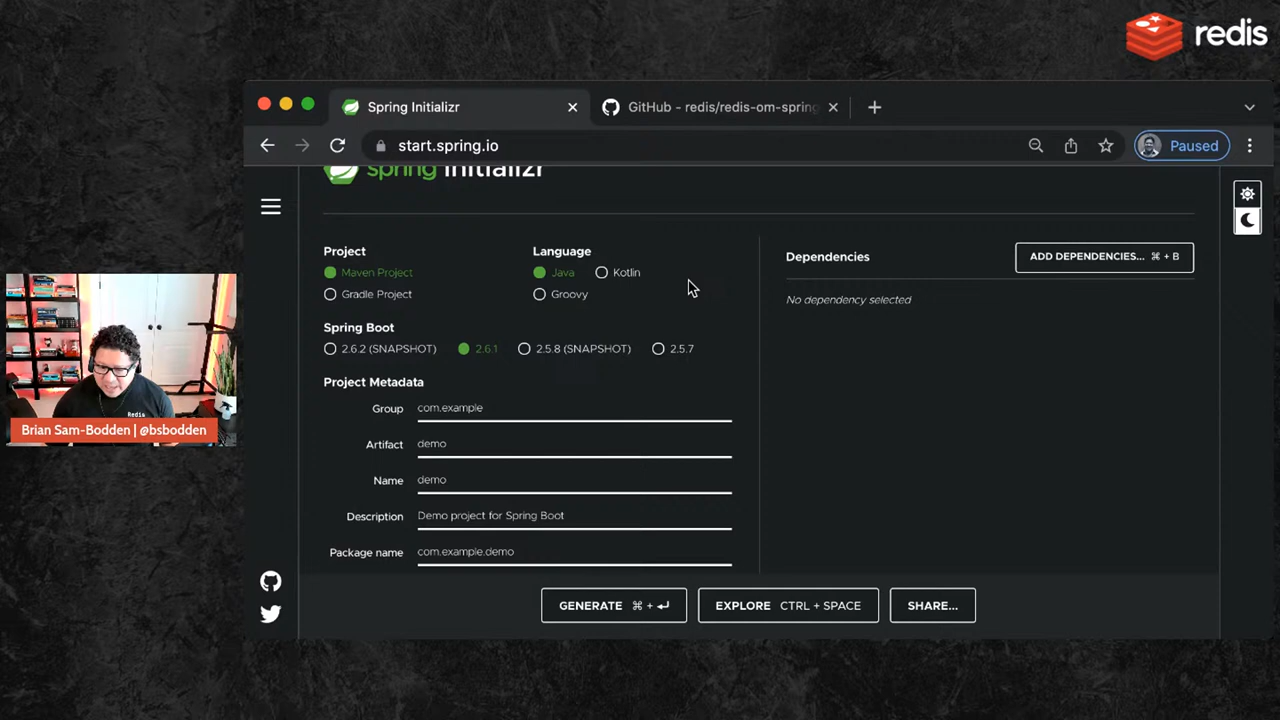 redis
Spring Initializr
GitHub - redis/redis-om-spring
start.spring.io
Paused
spring initializr
Project
Language
Dependencies
ADD DEPENDENCIES... ⌘ + B
Maven Project
Java
Kotlin
Gradle Project
Groovy
No dependency selected
Spring Boot
2.6.2 (SNAPSHOT)
2.6.1
2.5.8 (SNAPSHOT)
2.5.7
Project Metadata
Group com.example
Artifact demo
Name demo
Description Demo project for Spring Boot
Package name com.example.demo
GENERATE ⌘ + ↵
EXPLORE CTRL + SPACE
SHARE...
Redis
Brian Sam-Bodden | @bsbodden